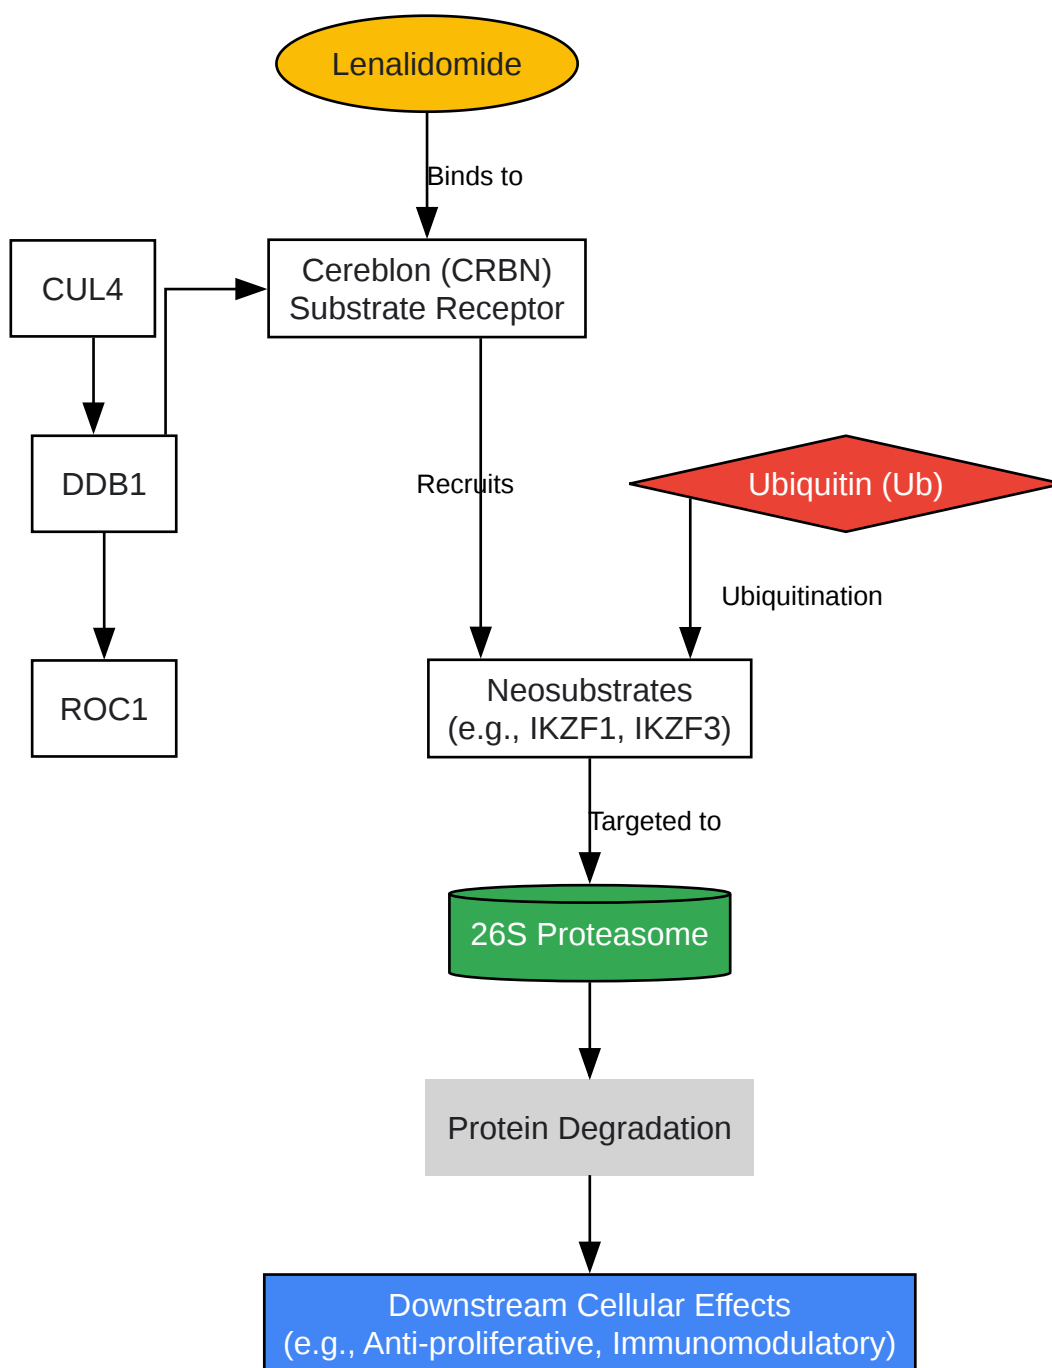 Lenalidomide
Binds to
CUL4
Cereblon (CRBN)
Substrate Receptor
DDB1
Recruits
Ubiquitin (Ub)
Ubiquitination
ROC1
Neosubstrates
(e.g., IKZF1, IKZF3)
Targeted to
26S Proteasome
Protein Degradation
Downstream Cellular Effects
(e.g., Anti-proliferative, Immunomodulatory)